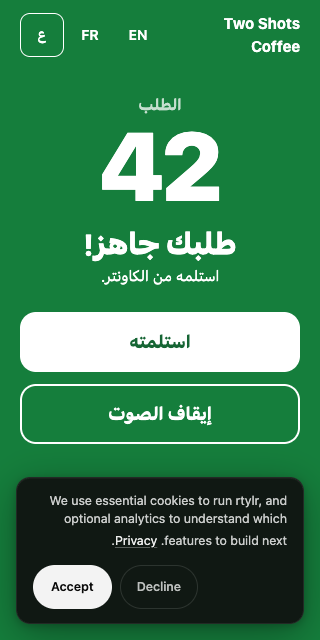 Two Shots
Coffee
ع FR EN
الطلب
42
طلبك جاهز!
استلمه من الكاونتر.
استلمته
إيقاف الصوت
We use essential cookies to run rtylr, and
optional analytics to understand which
features to build next. Privacy.
Accept Decline